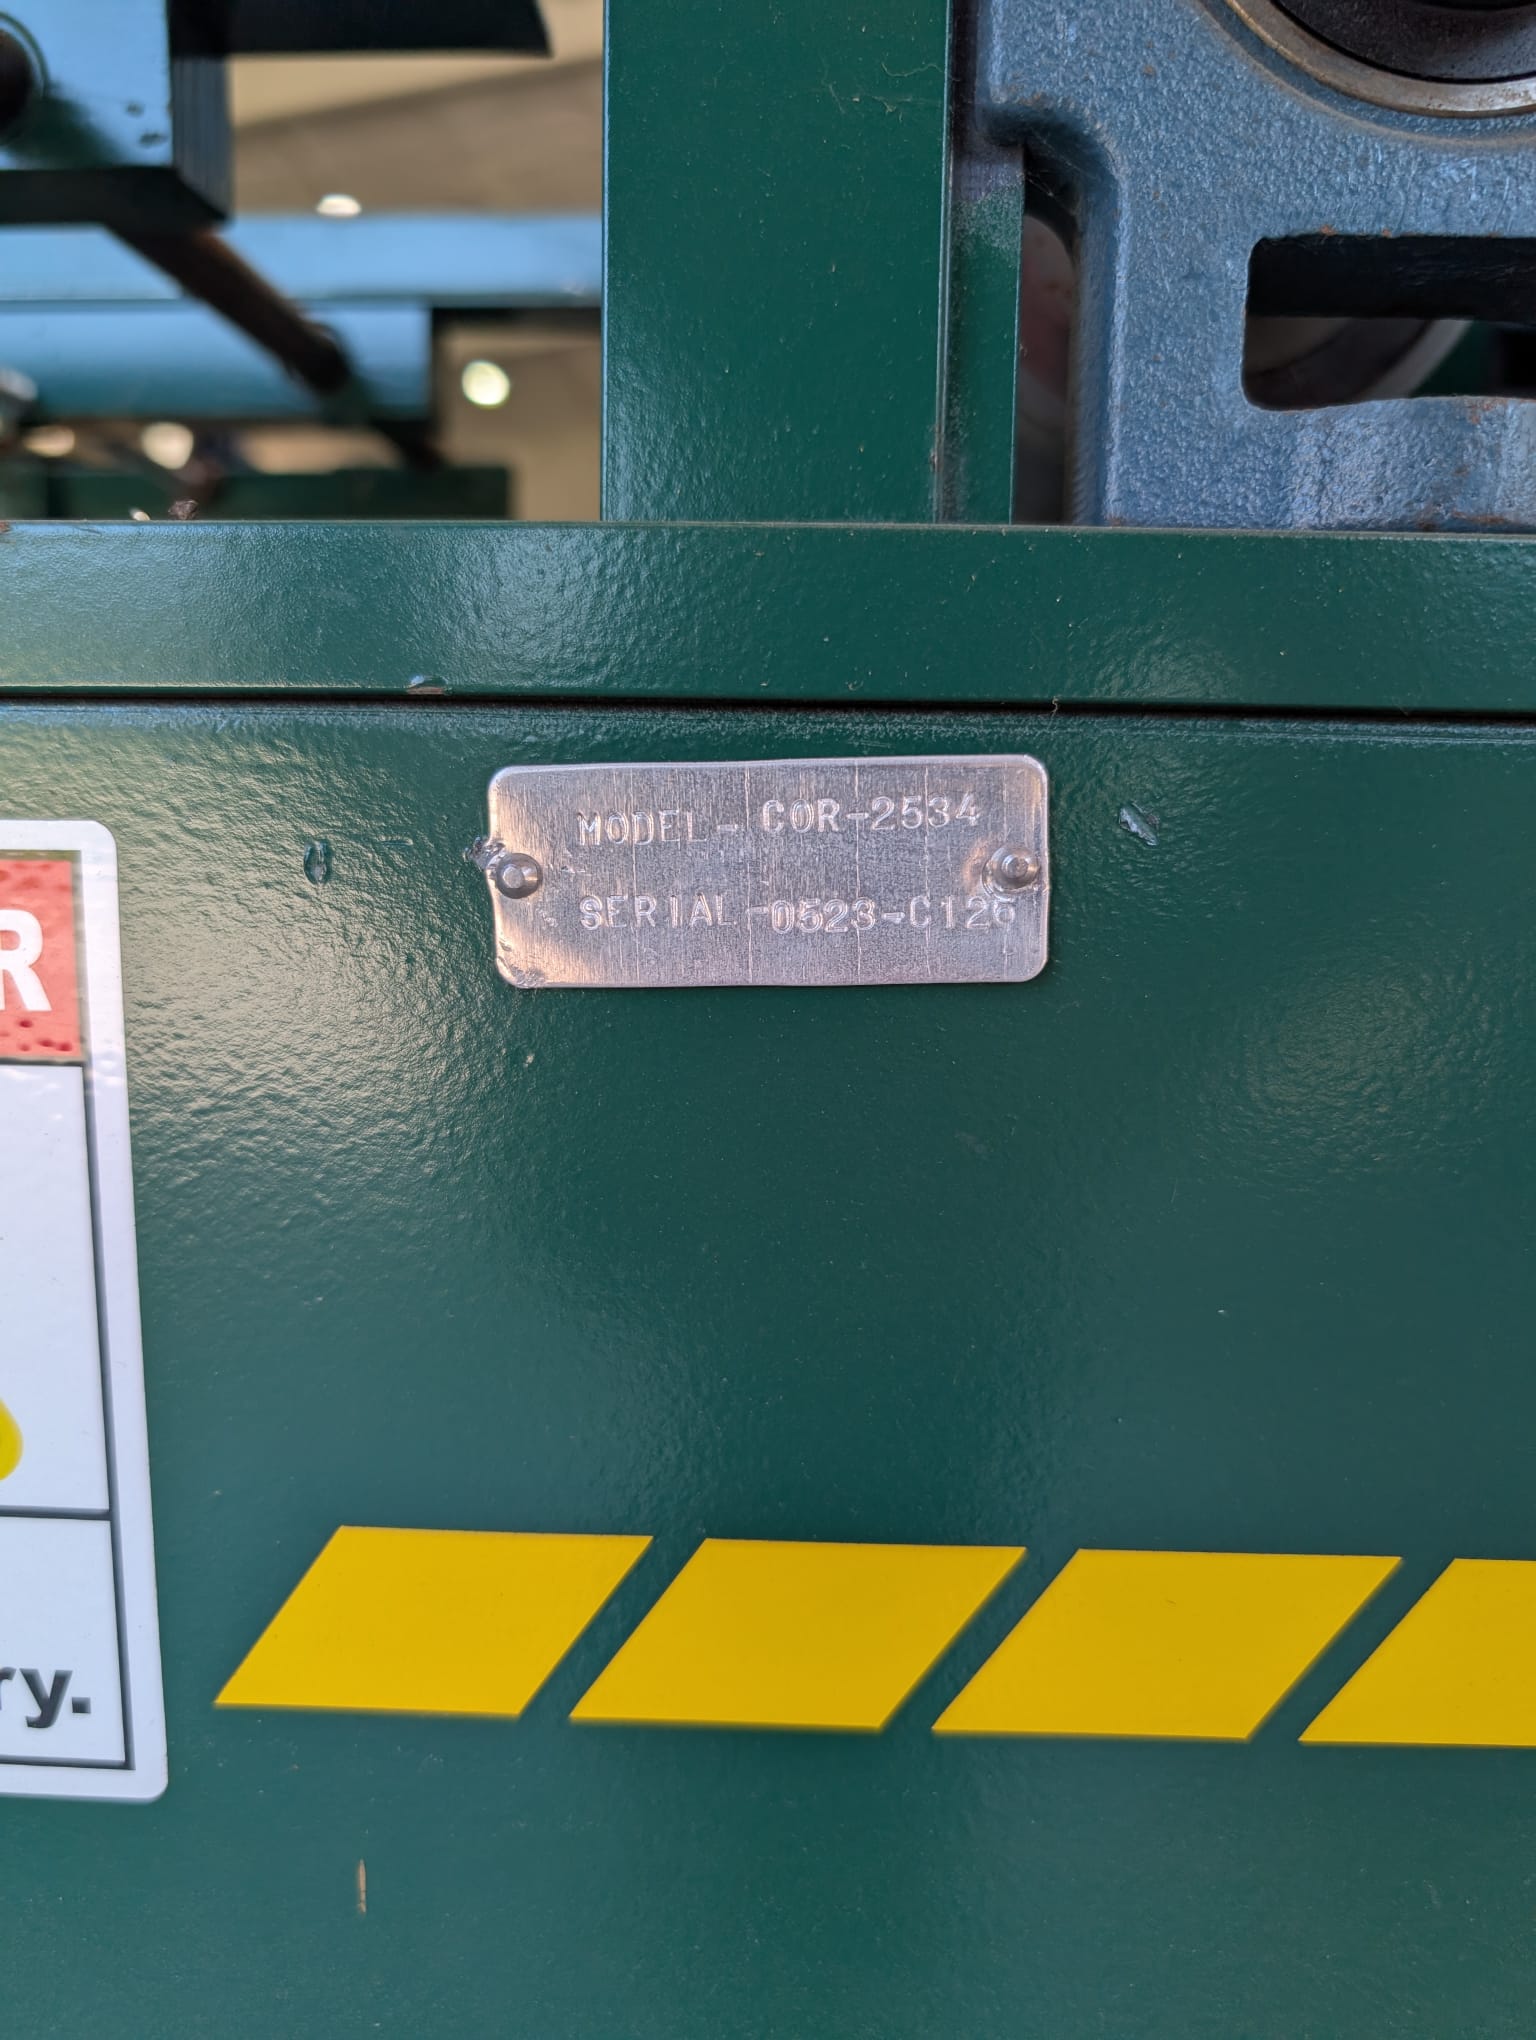 MODEL- COR-2534
SERIAL-0523-C126
R
ry.